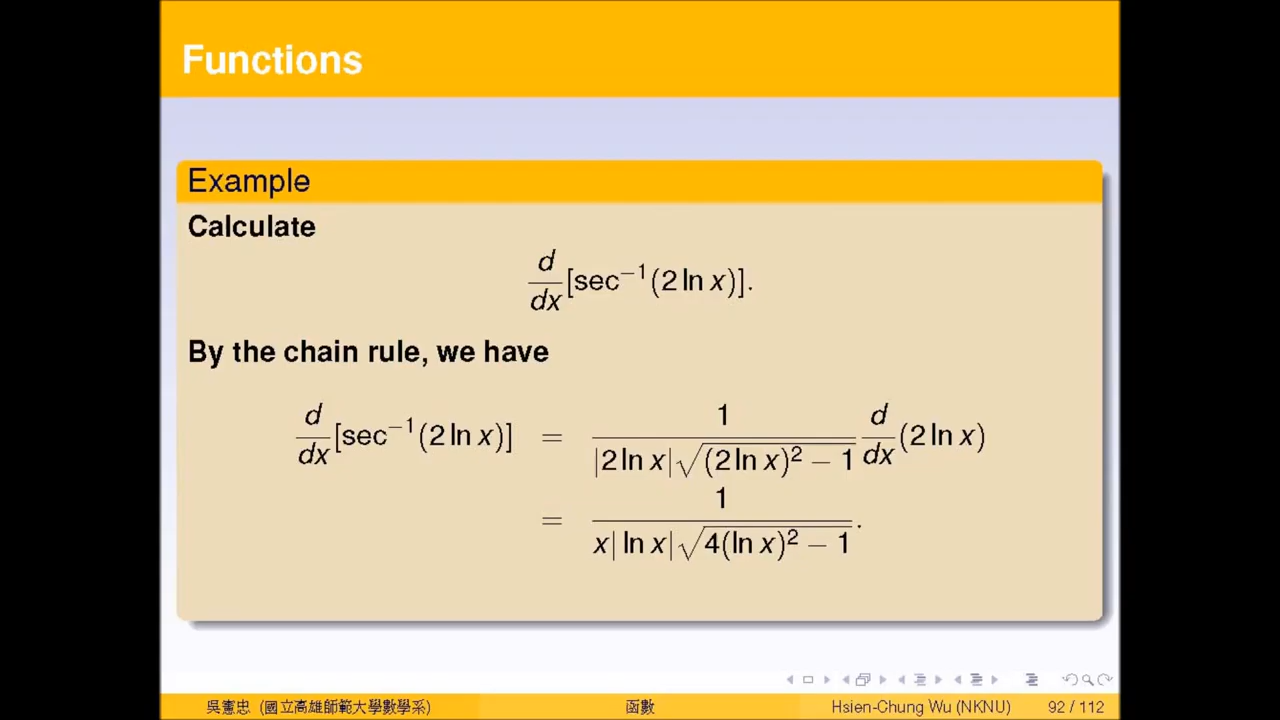 Functions
Example
Calculate
d/dx [sec⁻¹(2 ln x)].
By the chain rule, we have
d/dx [sec⁻¹(2 ln x)] = 1 / (|2 ln x|√((2 ln x)² − 1)) d/dx (2 ln x)
= 1 / (x| ln x|√(4(ln x)² − 1)).
吳憲忠 (國立高雄師範大學數學系) 函數 Hsien-Chung Wu (NKNU) 92 / 112